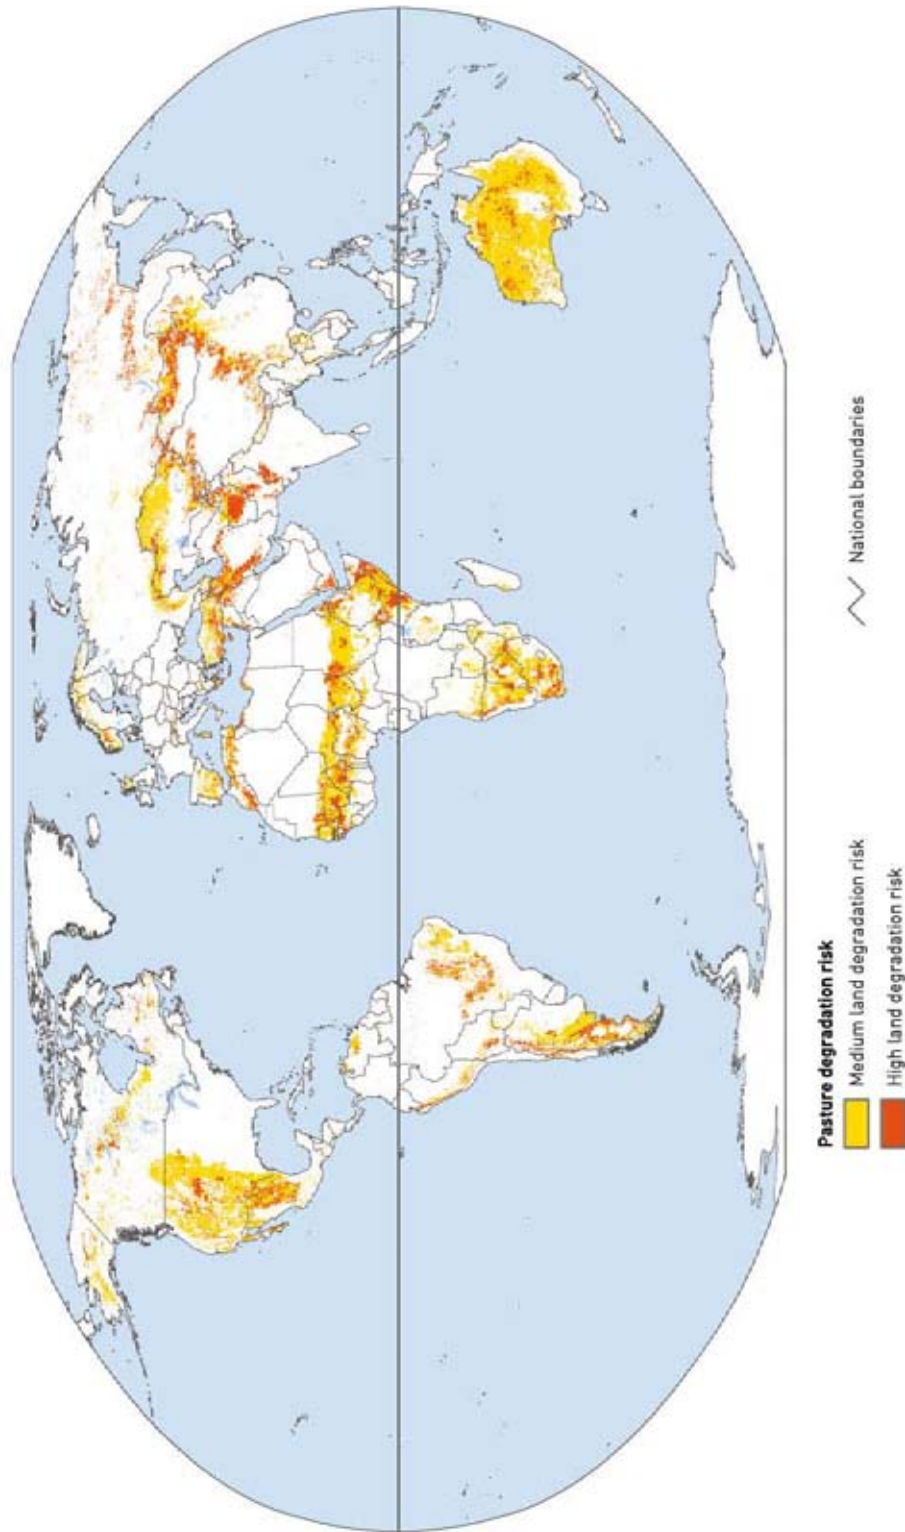 Pasture degradation risk
Medium land degradation risk
High land degradation risk
National boundaries